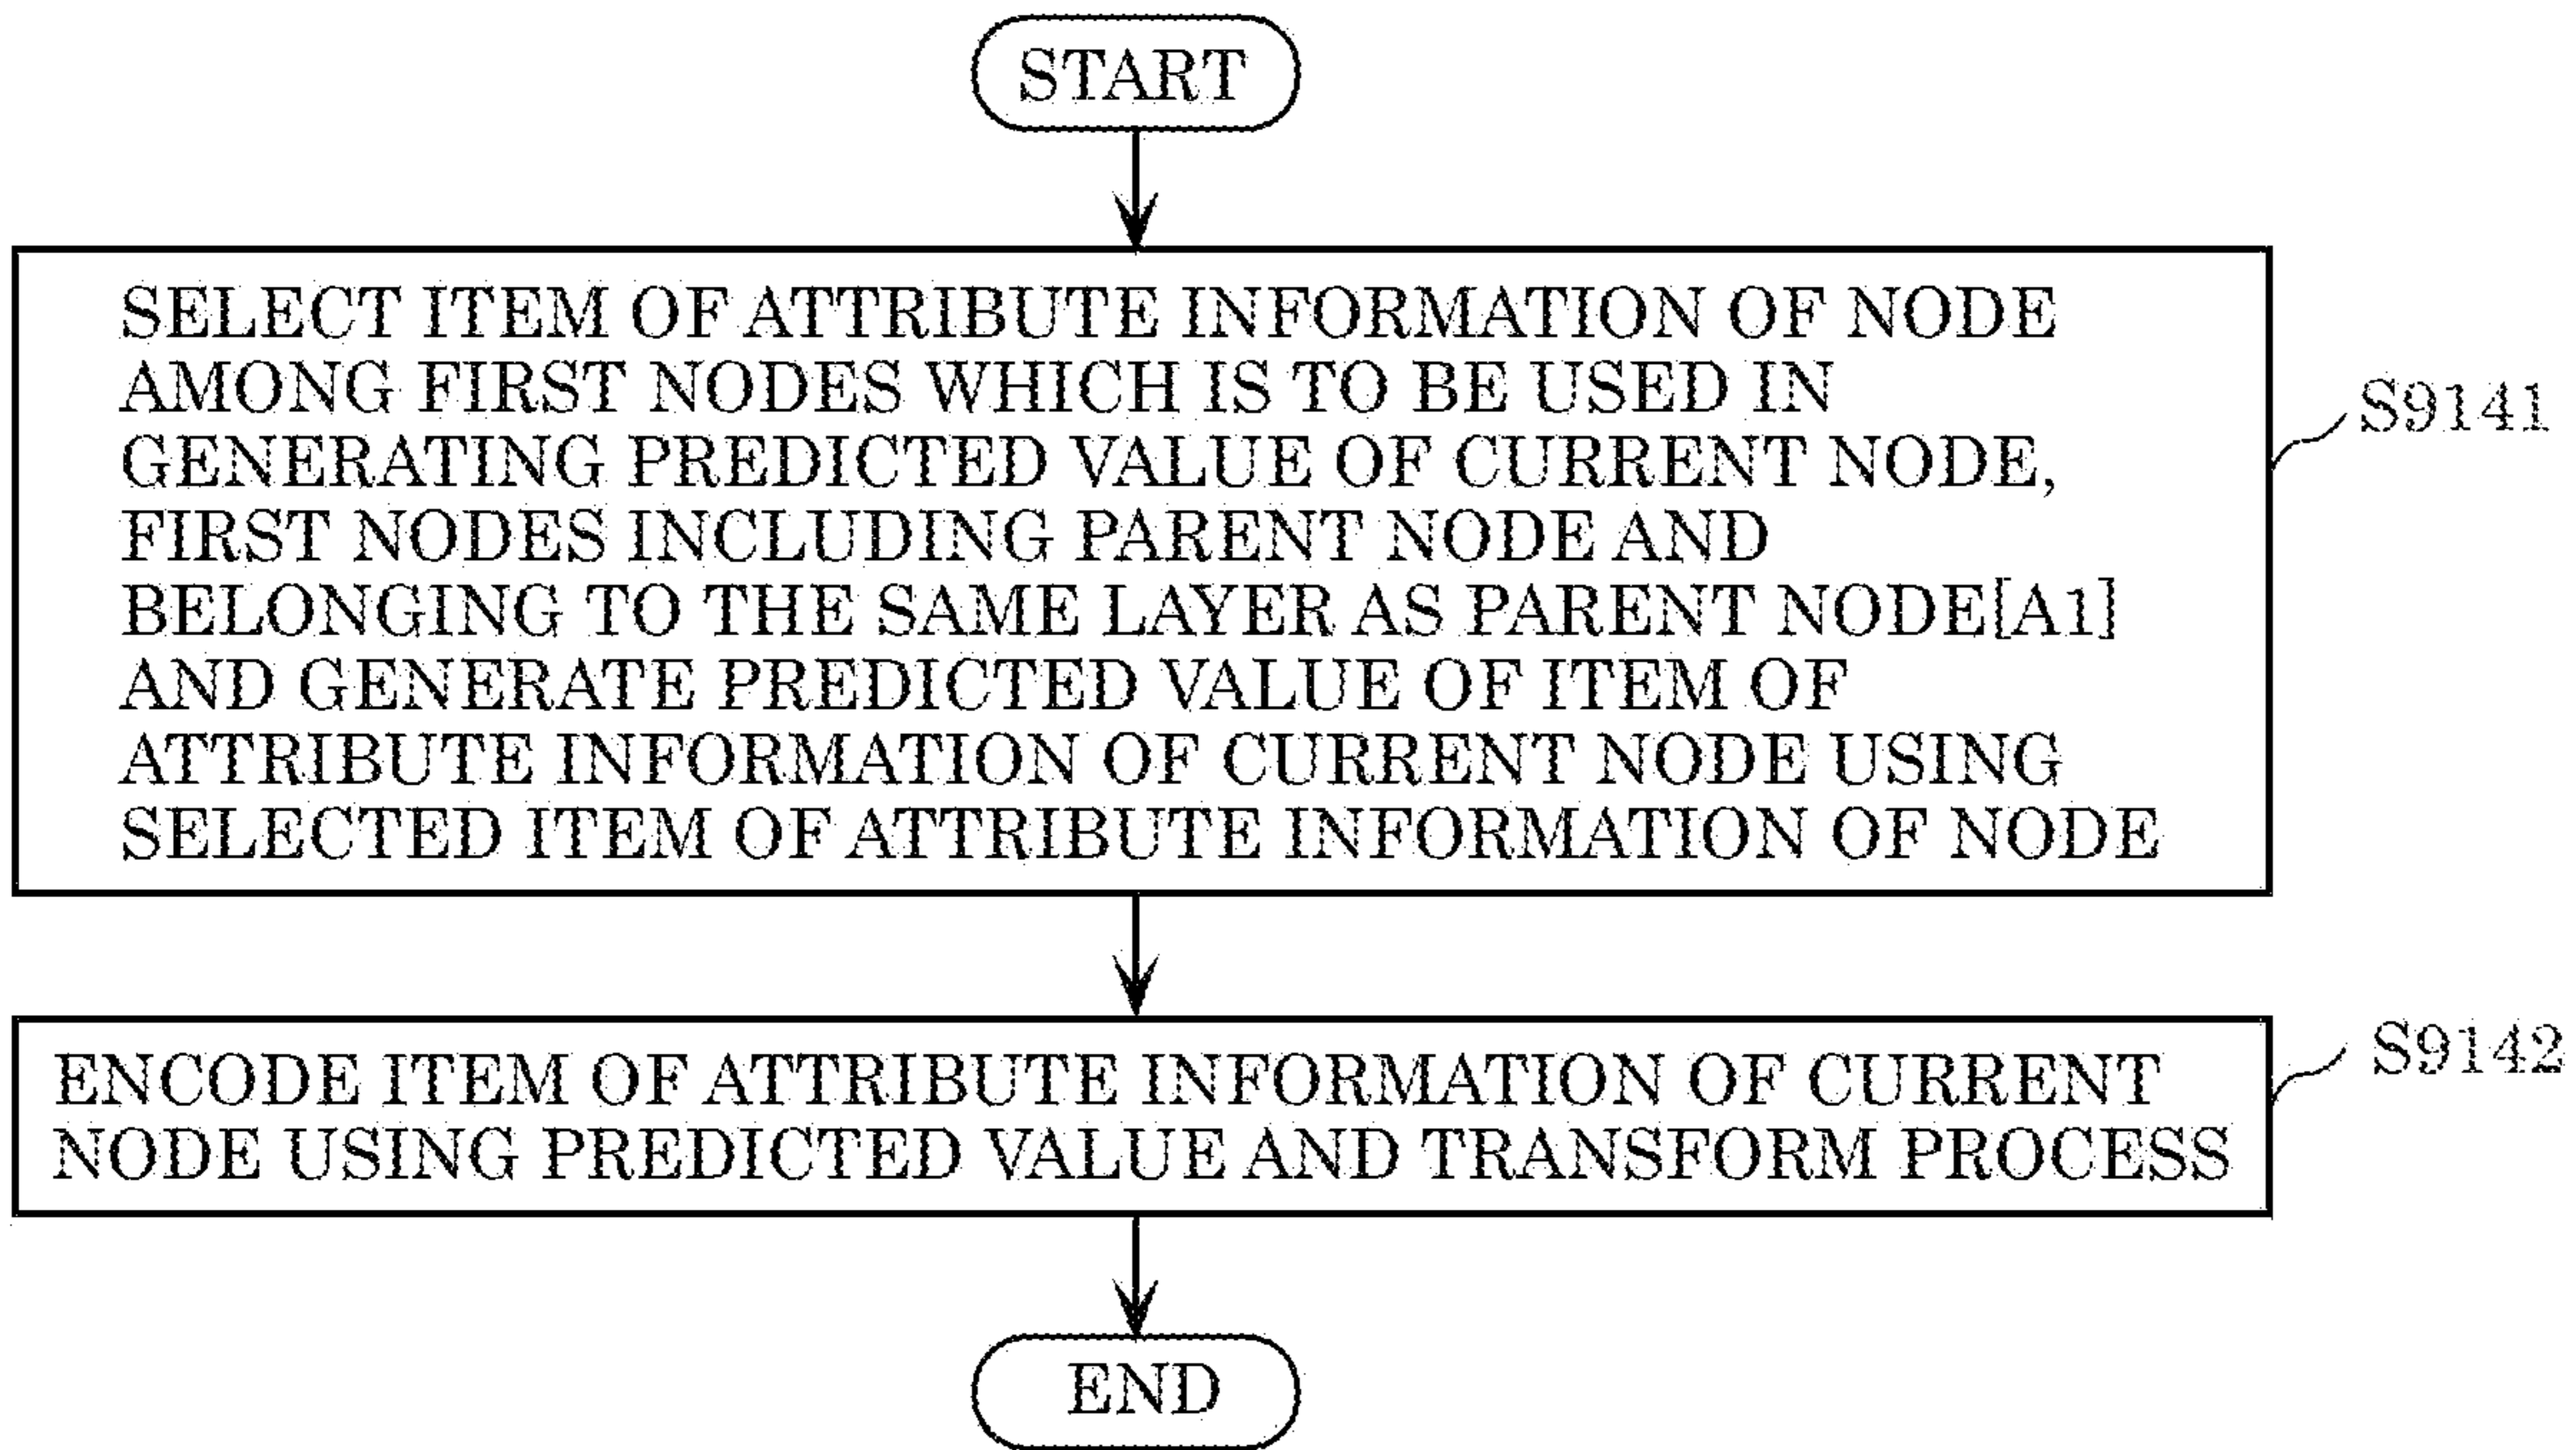 START
SELECT ITEM OF ATTRIBUTE INFORMATION OF NODE
AMONG FIRST NODES WHICH IS TO BE USED IN
GENERATING PREDICTED VALUE OF CURRENT NODE,
FIRST NODES INCLUDING PARENT NODE AND
BELONGING TO THE SAME LAYER AS PARENT NODE[A1]
AND GENERATE PREDICTED VALUE OF ITEM OF
ATTRIBUTE INFORMATION OF CURRENT NODE USING
SELECTED ITEM OF ATTRIBUTE INFORMATION OF NODE
S9141
ENCODE ITEM OF ATTRIBUTE INFORMATION OF CURRENT
NODE USING PREDICTED VALUE AND TRANSFORM PROCESS
S9142
END